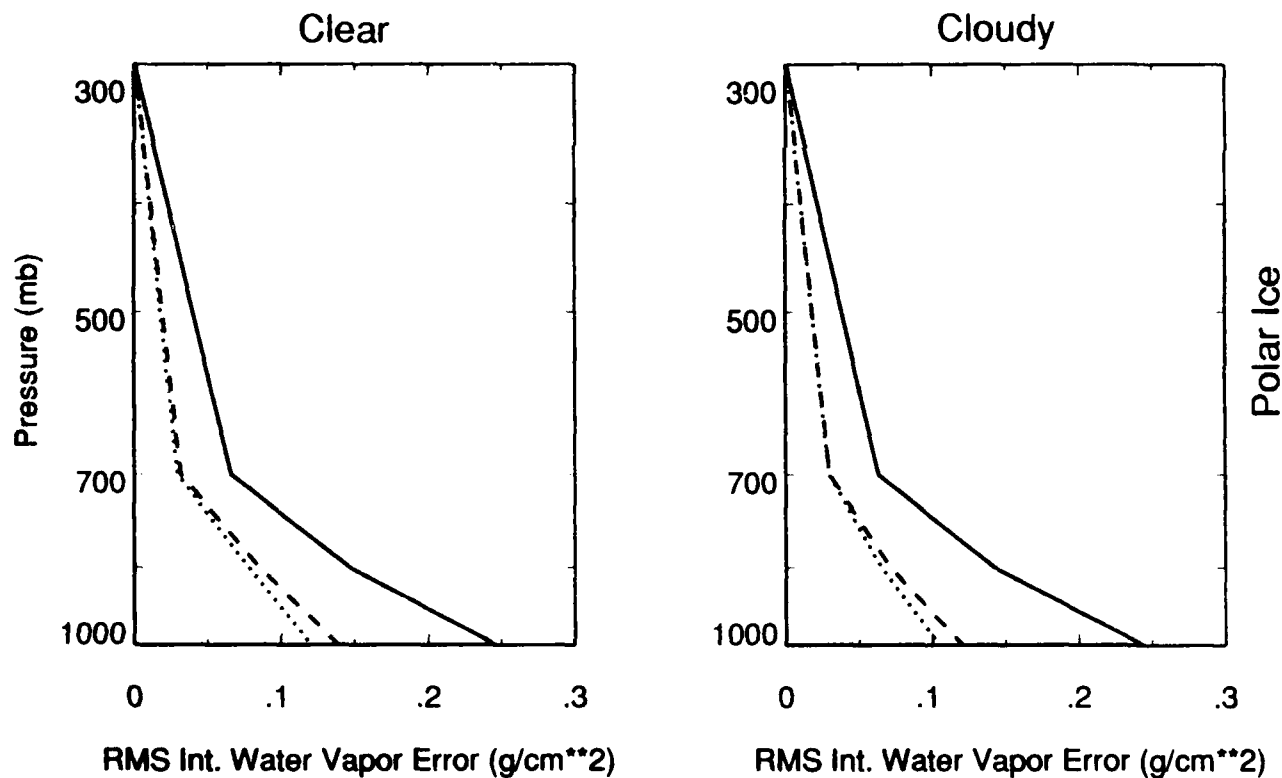 Clear
Cloudy
300
500
700
1000
Pressure (mb)
0 .1 .2 .3
RMS Int. Water Vapor Error (g/cm**2)
300
500
700
1000
0 .1 .2 .3
RMS Int. Water Vapor Error (g/cm**2)
Polar Ice